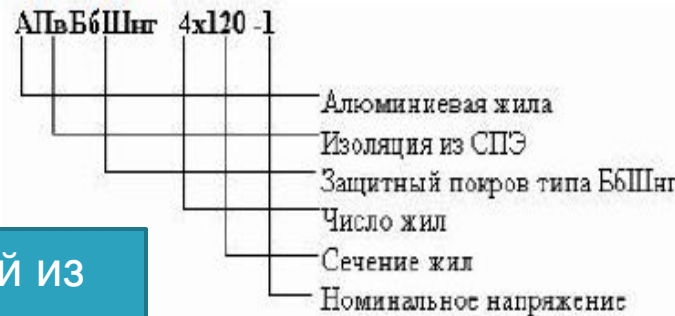 АПвБбШнг 4х120 -1
Алюминиевая жила
Изоляция из СПЭ
Защитный покров типа БбШнг
Число жил
Сечение жил
Номинальное напряжение
й из